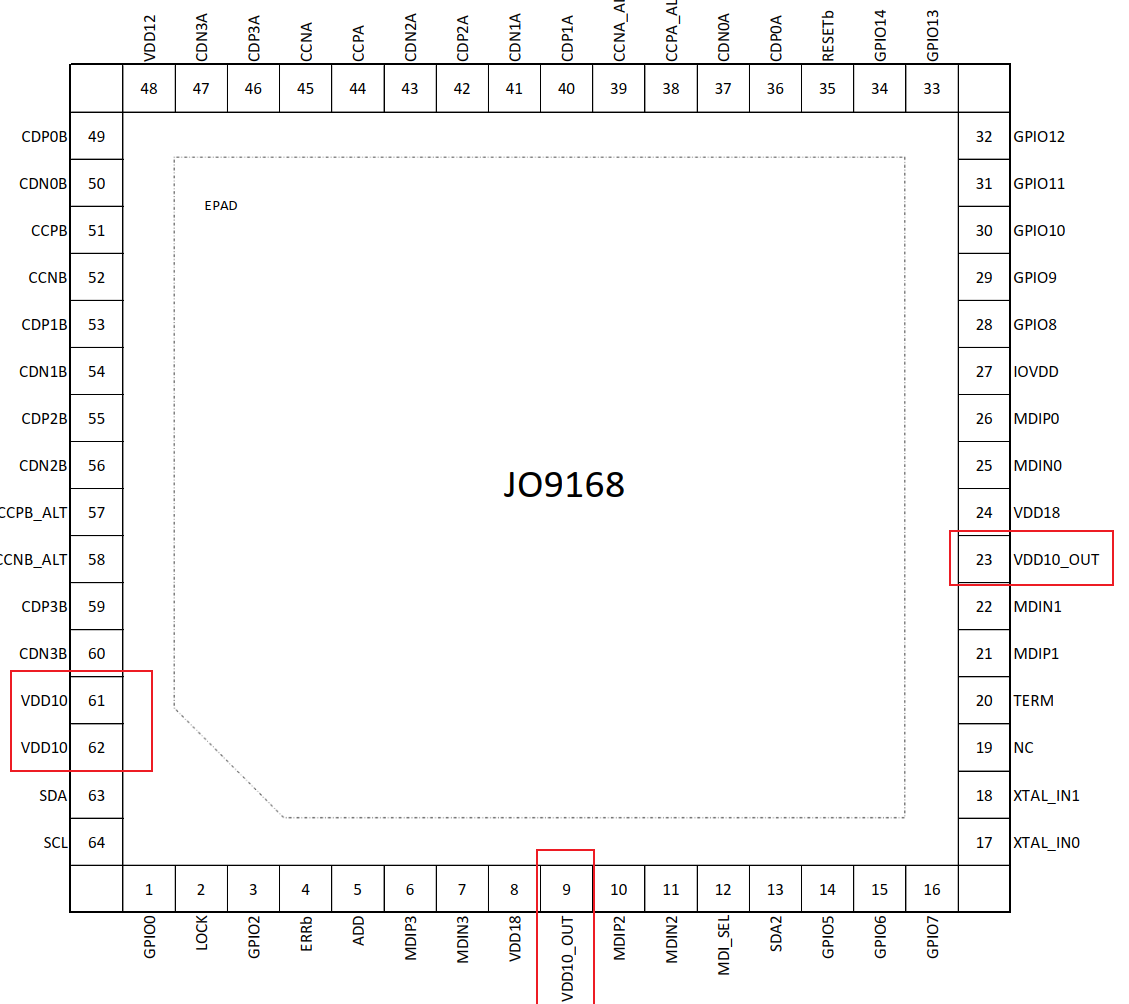 VDD12
CDN3A
CDP3A
CCNA
CCPA
CDN2A
CDP2A
CDN1A
CDP1A
CDN0A
CDP0A
RESETb
GPIO14
GPIO13
48 47 46 45 44 43 42 41 40 39 38 37 36 35 34 33
CDP0B 49
CDN0B 50
CCPB 51
CCNB 52
CDP1B 53
CDN1B 54
CDP2B 55
CDN2B 56
CCPB_ALT 57
CCNB_ALT 58
CDP3B 59
CDN3B 60
VDD10 61
VDD10 62
SDA 63
SCL 64
EPAD
JO9168
32 GPIO12
31 GPIO11
30 GPIO10
29 GPIO9
28 GPIO8
27 IOVDD
26 MDIP0
25 MDIN0
24 VDD18
23 VDD10_OUT
22 MDIN1
21 MDIP1
20 TERM
19 NC
18 XTAL_IN1
17 XTAL_IN0
1 2 3 4 5 6 7 8 9 10 11 12 13 14 15 16
GPIO0
LOCK
GPIO2
ERRb
ADD
MDIP3
MDIN3
VDD18
VDD10_OUT
MDIP2
MDIN2
MDI_SEL
SDA2
GPIO5
GPIO6
GPIO7